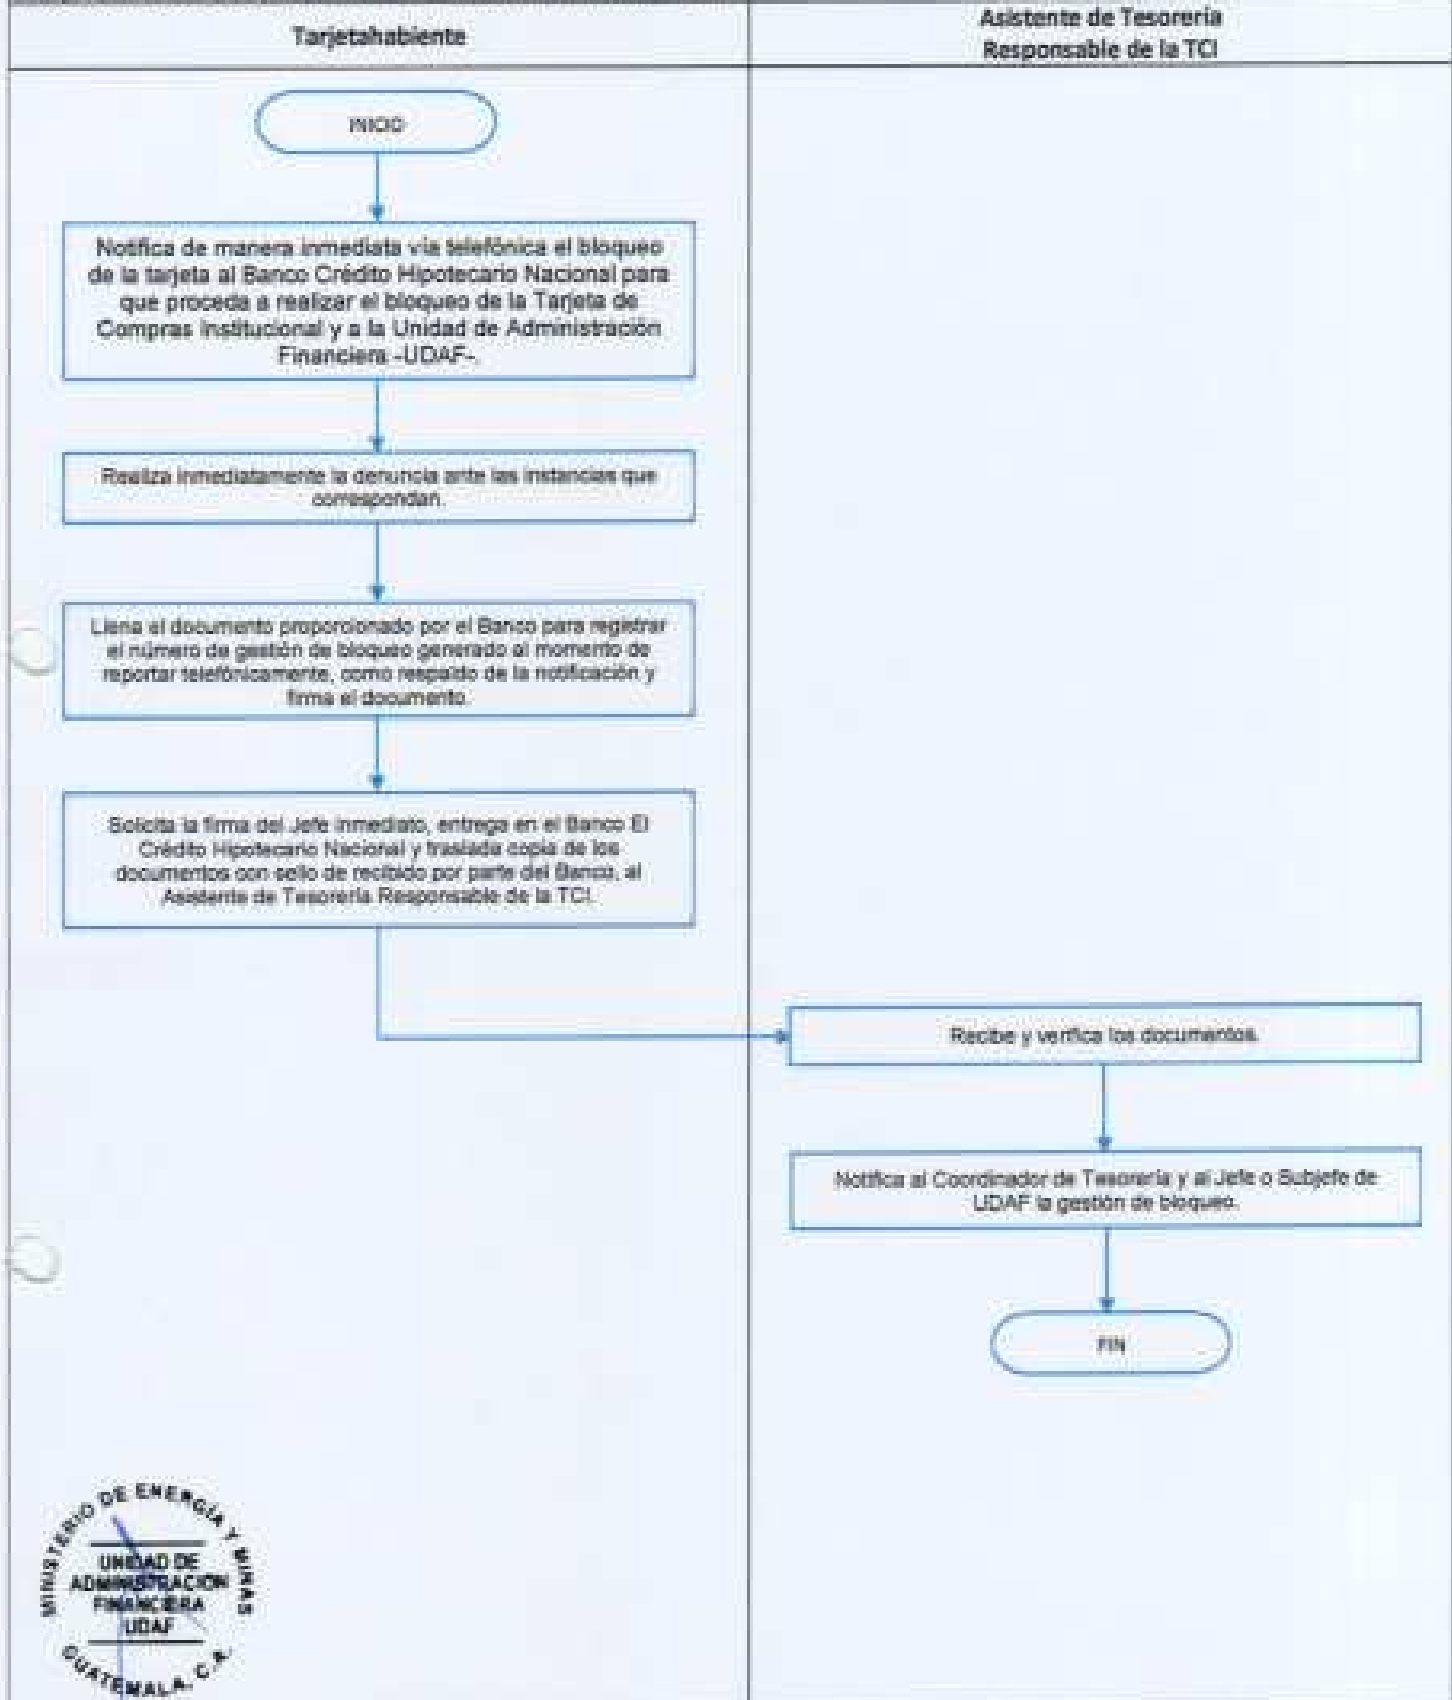 Tarjetahabiente
Asistente de Tesorería
Responsable de la TCI
INICIO
Notifica de manera inmediata vía telefónica el bloqueo
de la tarjeta al Banco Crédito Hipotecario Nacional para
que proceda a realizar el bloqueo de la Tarjeta de
Compras Institucional y a la Unidad de Administración
Financiera -UDAF-.
Realiza inmediatamente la denuncia ante las instancias que
correspondan.
Llena el documento proporcionado por el Banco para registrar
el número de gestión de bloqueo generado al momento de
reportar telefónicamente, como respaldo de la notificación y
firma el documento.
Solicita la firma del Jefe inmediato, entrega en el Banco El
Crédito Hipotecario Nacional y traslada copia de los
documentos con sello de recibido por parte del Banco, al
Asistente de Tesorería Responsable de la TCI.
Recibe y verifica los documentos.
Notifica al Coordinador de Tesorería y al Jefe o Subjefe de
UDAF la gestión de bloqueo.
FIN
MINISTERIO DE ENERGÍA Y MINAS
UNIDAD DE
ADMINISTRACION
FINANCIERA
UDAF
GUATEMALA, C.A.